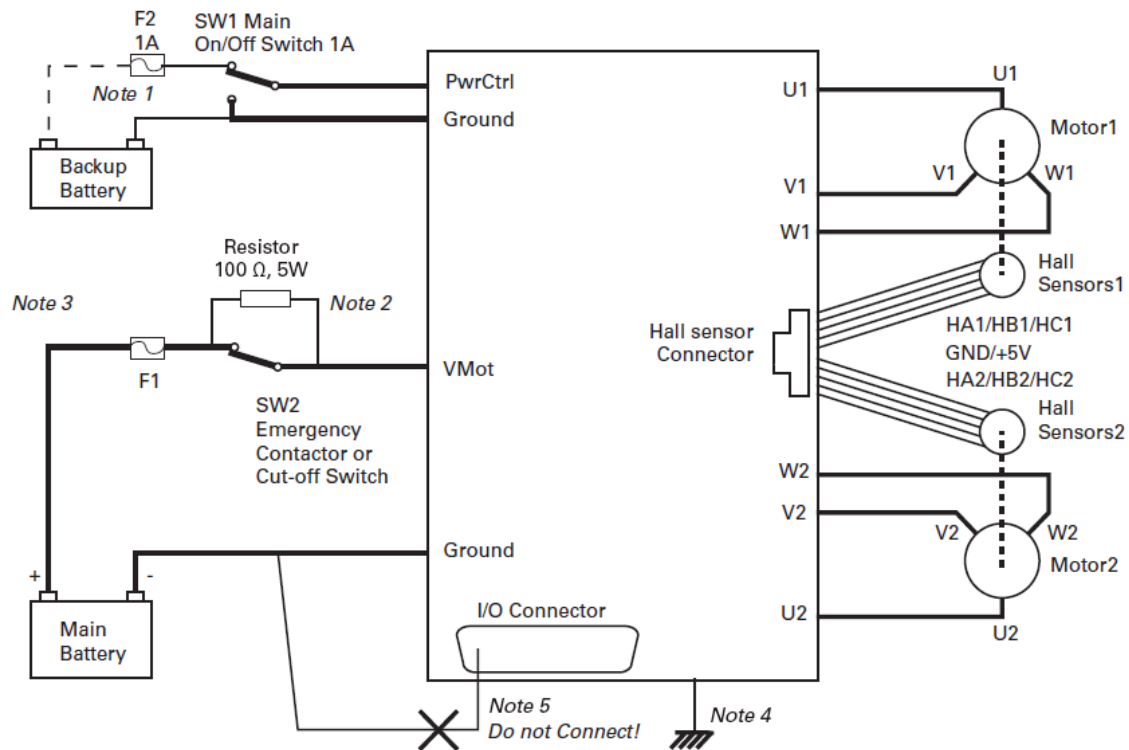 F2
1A
SW1 Main
On/Off Switch 1A
Note 1
Backup
Battery
PwrCtrl
Ground
U1
U1
Motor1
V1
V1
W1
W1
Resistor
100 Ω, 5W
Note 3
Note 2
F1
VMot
SW2
Emergency
Contactor or
Cut-off Switch
Hall sensor
Connector
Hall
Sensors1
HA1/HB1/HC1
GND/+5V
HA2/HB2/HC2
Hall
Sensors2
W2
V2
V2
W2
Motor2
U2
U2
Ground
+
-
Main
Battery
I/O Connector
Note 5
Do not Connect!
Note 4